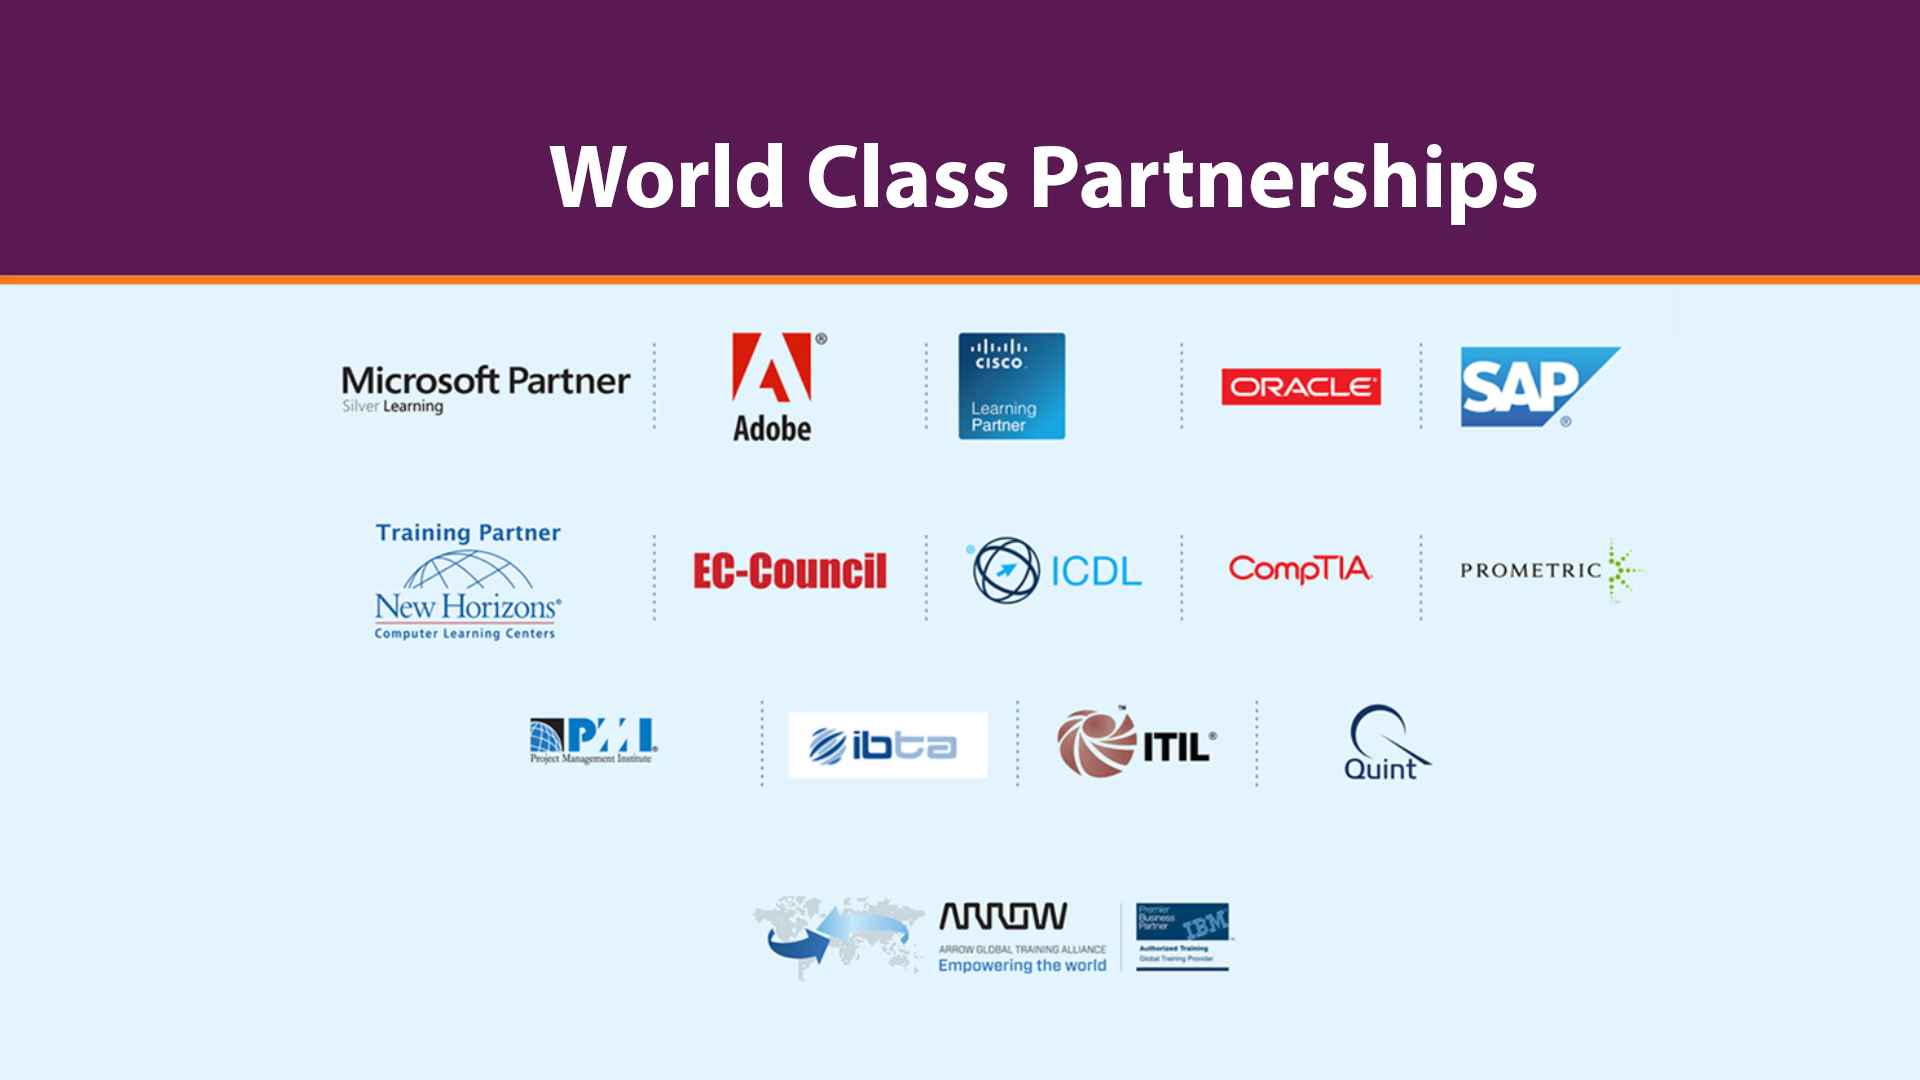 World Class Partnerships
Microsoft Partner
Silver Learning
®
Adobe
CISCO
Learning
Partner
ORACLE®
SAP
®
Training Partner
New Horizons®
Computer Learning Centers
EC-Council
® ICDL
CompTIA
PROMETRIC
PMI®
Project Management Institute
ibta
™
ITIL®
Quint
ARROW
ARROW GLOBAL TRAINING ALLIANCE
Empowering the world
Premier
Business
Partner
IBM
Authorized Training
Global Training Provider